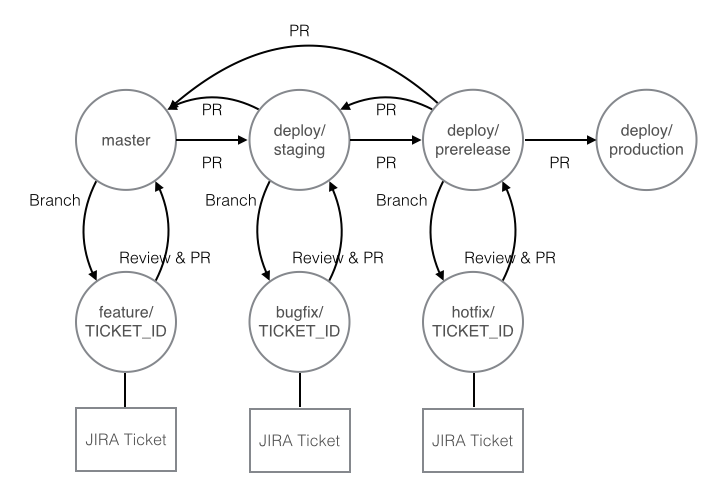 PR
PR
PR
master
deploy/
staging
deploy/
prerelease
deploy/
production
PR
PR
PR
Branch
Branch
Branch
Review & PR
Review & PR
Review & PR
feature/
TICKET_ID
bugfix/
TICKET_ID
hotfix/
TICKET_ID
JIRA Ticket
JIRA Ticket
JIRA Ticket